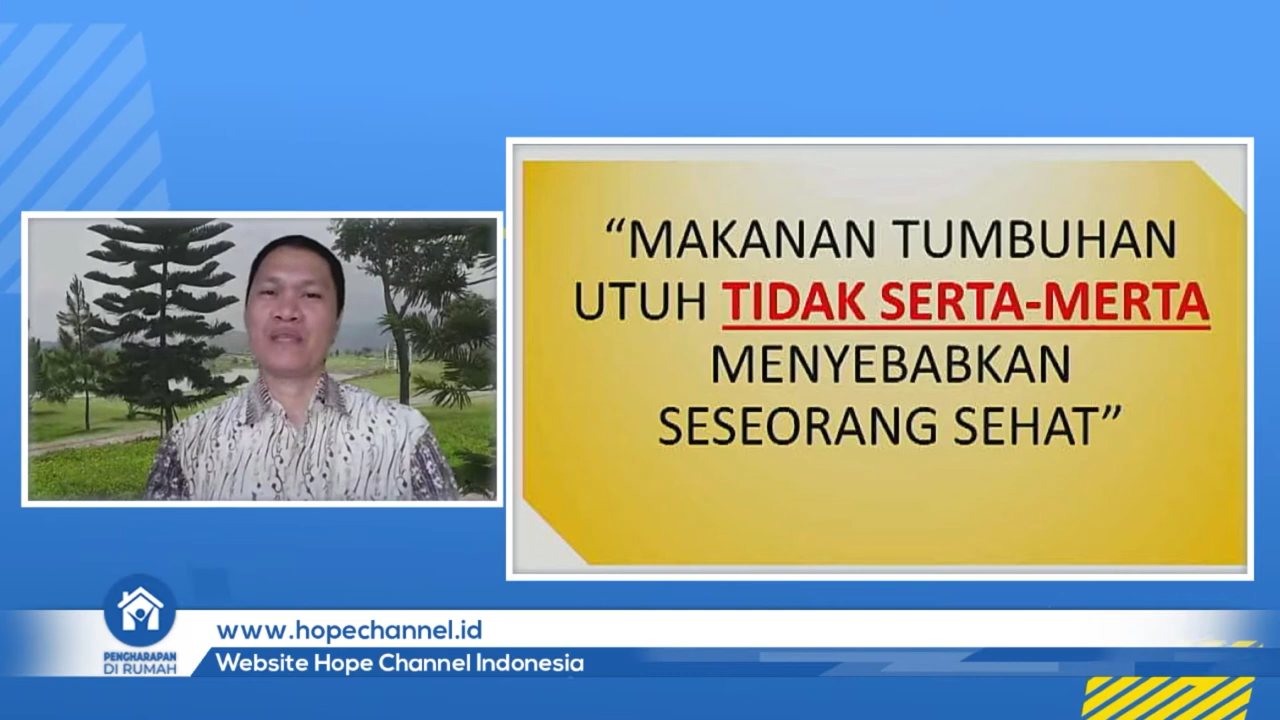 “MAKANAN TUMBUHAN
UTUH TIDAK SERTA-MERTA
MENYEBABKAN
SESEORANG SEHAT”
www.hopechannel.id
Website Hope Channel Indonesia
PENGHARAPAN
DI RUMAH